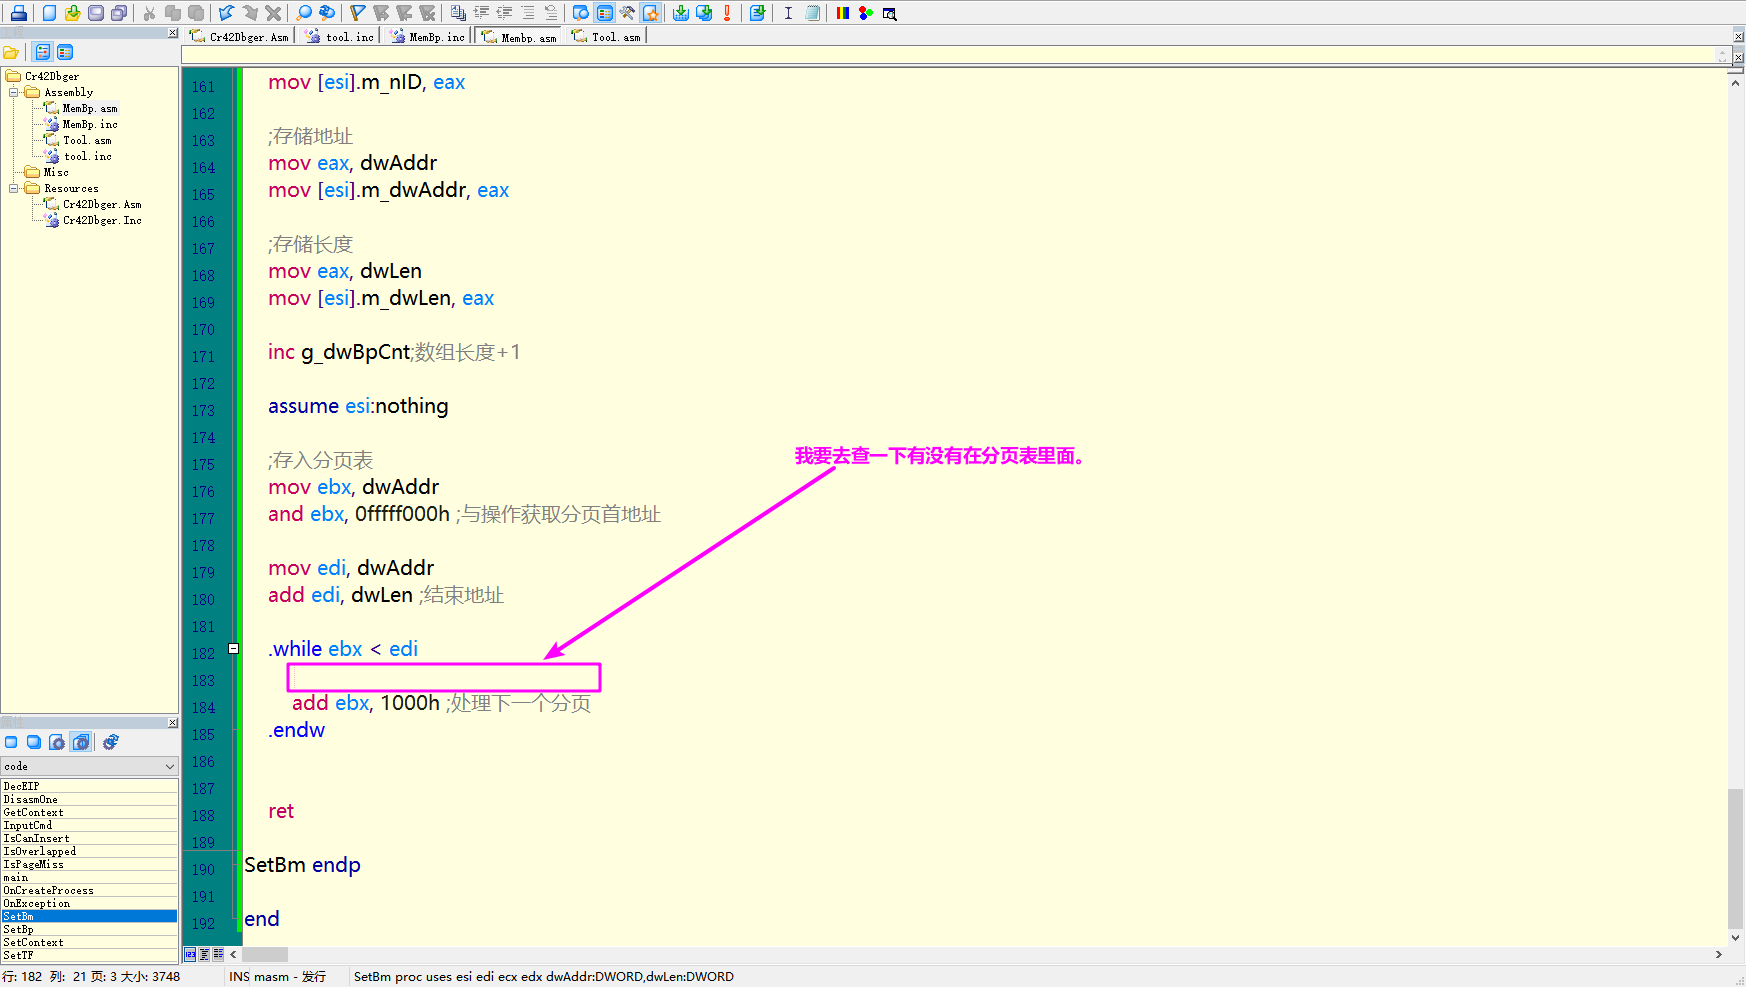 Cr42Dbger.Asm
tool.inc
MemBp.inc
Membp.asm
Tool.asm
Cr42Dbger
Assembly
MemBp.asm
MemBp.inc
Tool.asm
tool.inc
Misc
Resources
Cr42Dbger.Asm
Cr42Dbger.Inc
code
DecEIP
DisasmOne
GetContext
InputCmd
IsCanInsert
IsOverlapped
IsPageMiss
main
OnCreateProcess
OnException
SetBm
SetBp
SetContext
SetTF
161 mov [esi].m_nID, eax
162
163 ;存储地址
164 mov eax, dwAddr
165 mov [esi].m_dwAddr, eax
166
167 ;存储长度
168 mov eax, dwLen
169 mov [esi].m_dwLen, eax
170
171 inc g_dwBpCnt;数组长度+1
172
173 assume esi:nothing
174
175 ;存入分页表
176 mov ebx, dwAddr
177 and ebx, 0fffff000h ;与操作获取分页首地址
178
179 mov edi, dwAddr
180 add edi, dwLen ;结束地址
181
182 .while ebx < edi
183
184 add ebx, 1000h ;处理下一个分页
185 .endw
186
187
188 ret
189
190 SetBm endp
191
192 end
我要去查一下有没有在分页表里面。
行: 182 列: 21 页: 3 大小: 3748
INS masm - 发行
SetBm proc uses esi edi ecx edx dwAddr:DWORD,dwLen:DWORD